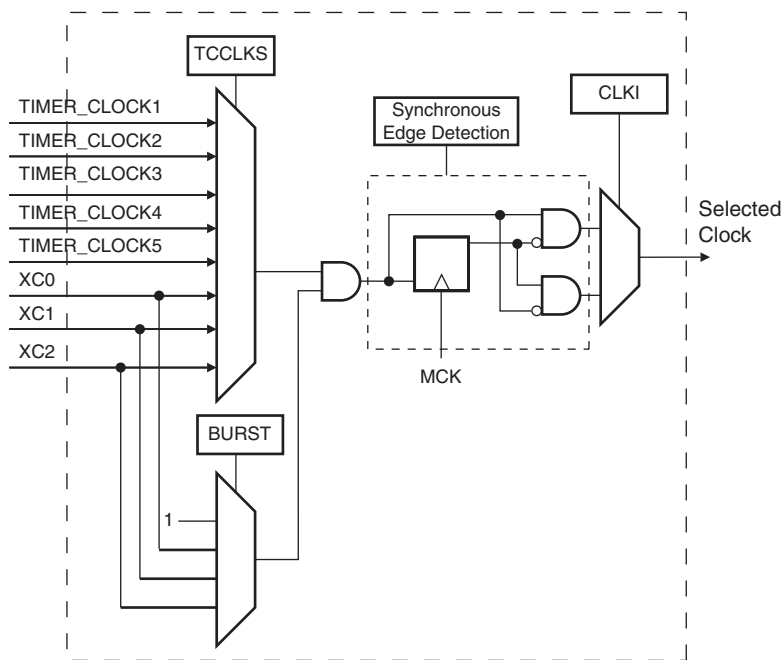 TCCLKS
TIMER_CLOCK1
TIMER_CLOCK2
TIMER_CLOCK3
TIMER_CLOCK4
TIMER_CLOCK5
XC0
XC1
XC2
Synchronous
Edge Detection
CLKI
Selected
Clock
MCK
BURST
1